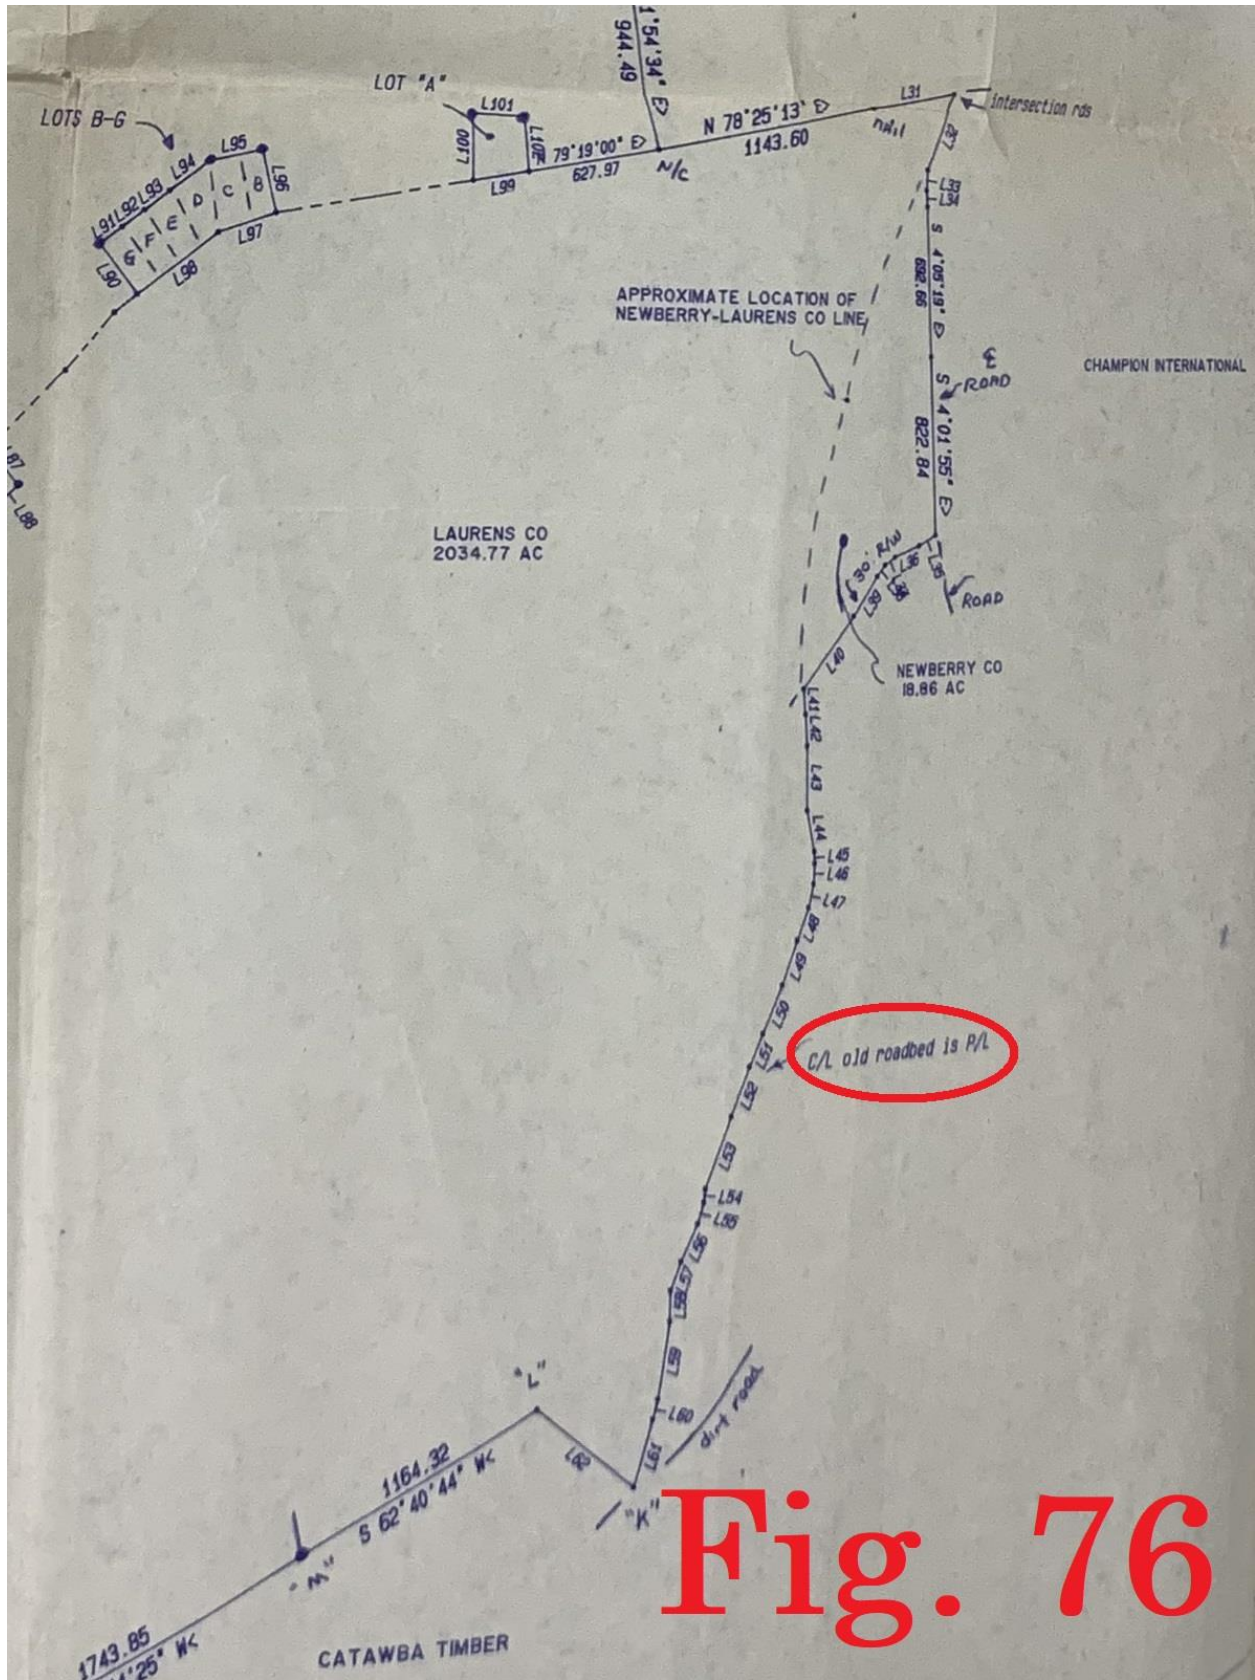 1°54'34" E
944.49
LOT "A"
LOTS B-G
L101
L100
L102
79°19'00" E
627.97
L99
N/C
N 78°25'13" E
1143.60
L31
nail
intersection rds
L33
L34
S 4°05'19" E
692.66
L95
L94
L93
L92
L91
L96
B
C
D
E
F
G
L90
L97
L98
APPROXIMATE LOCATION OF
NEWBERRY-LAURENS CO LINE
℄
ROAD
CHAMPION INTERNATIONAL
S 4°01'55" E
822.84
L87
L88
LAURENS CO
2034.77 AC
30' R/W
L36
L35
L39
ROAD
L40
NEWBERRY CO
18.86 AC
L41
L42
L43
L44
L45
L46
L47
L48
L49
L50
L51
C/L old roadbed is P/L
L52
L53
L54
L55
L56
L57
L58
L59
L60
L61
dirt road
"L"
L62
"K"
1164.32
S 62°40'44" W
"M"
1743.85
'25" W
CATAWBA TIMBER
Fig. 76